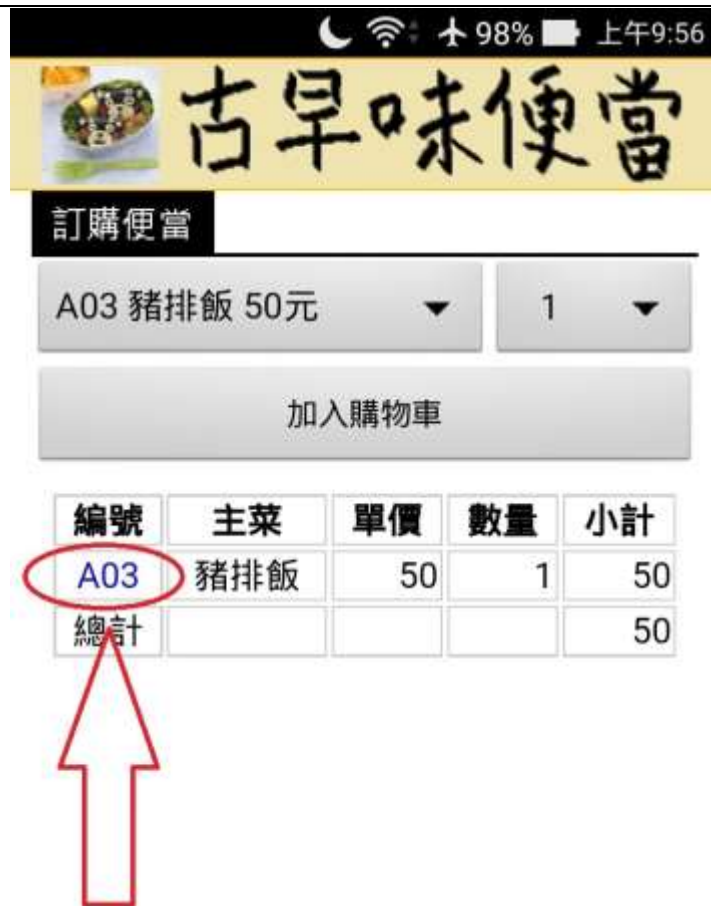 98% 上午9:56
古早味便當
訂購便當
A03 豬排飯 50元 1
加入購物車
編號 主菜 單價 數量 小計
A03 豬排飯 50 1 50
總計 50